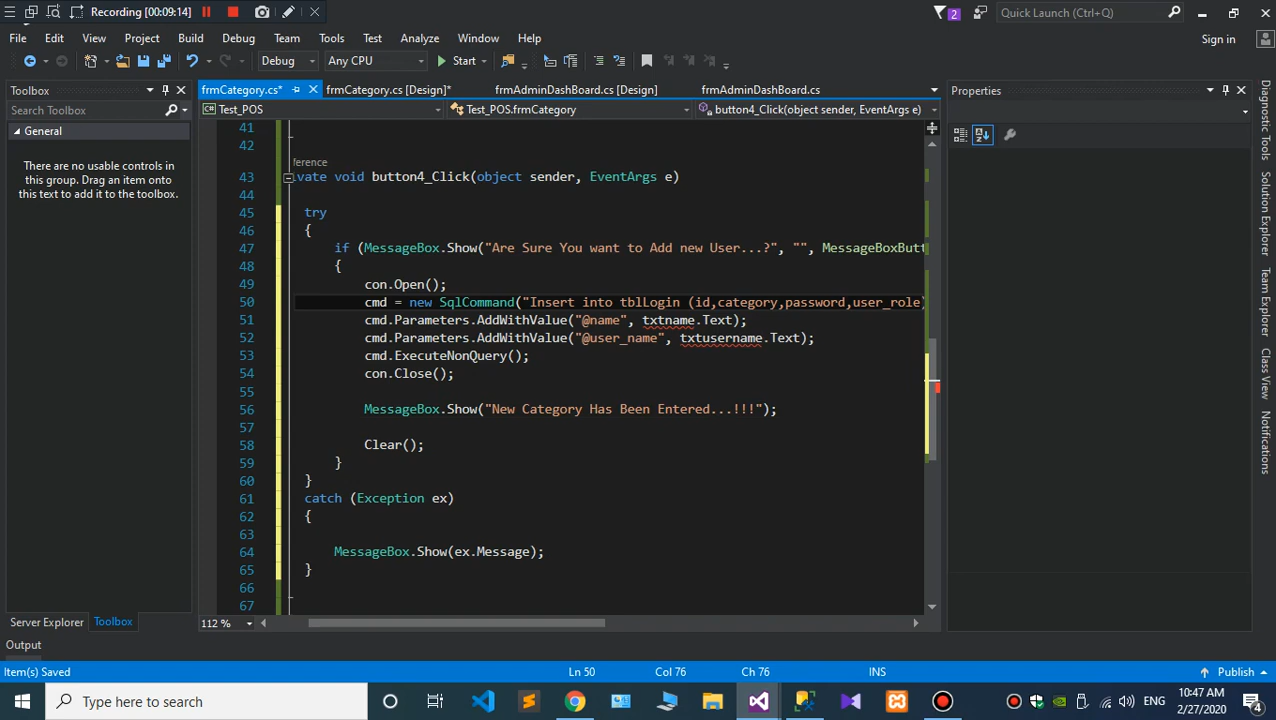 Recording [00:09:14]
2
Quick Launch (Ctrl+Q)
File Edit View Project Build Debug Team Tools Test Analyze Window Help
Sign in
Debug Any CPU Start
Toolbox
frmCategory.cs* frmCategory.cs [Design]* frmAdminDashBoard.cs [Design] frmAdminDashBoard.cs
Properties
Search Toolbox
Test_POS Test_POS.frmCategory button4_Click(object sender, EventArgs e)
General
There are no usable controls in
this group. Drag an item onto
this text to add it to the toolbox.
41
42
ference
43 vate void button4_Click(object sender, EventArgs e)
44
45 try
46 {
47 if (MessageBox.Show("Are Sure You want to Add new User...?", "", MessageBoxButt
48 {
49 con.Open();
50 cmd = new SqlCommand("Insert into tblLogin (id,category,password,user_role)
51 cmd.Parameters.AddWithValue("@name", txtname.Text);
52 cmd.Parameters.AddWithValue("@user_name", txtusername.Text);
53 cmd.ExecuteNonQuery();
54 con.Close();
55
56 MessageBox.Show("New Category Has Been Entered...!!!");
57
58 Clear();
59 }
60 }
61 catch (Exception ex)
62 {
63
64 MessageBox.Show(ex.Message);
65 }
66
67
112 %
Server Explorer Toolbox
Output
Diagnostic Tools
Solution Explorer
Team Explorer
Class View
Notifications
Item(s) Saved Ln 50 Col 76 Ch 76 INS Publish
Type here to search
ENG
10:47 AM
2/27/2020
4